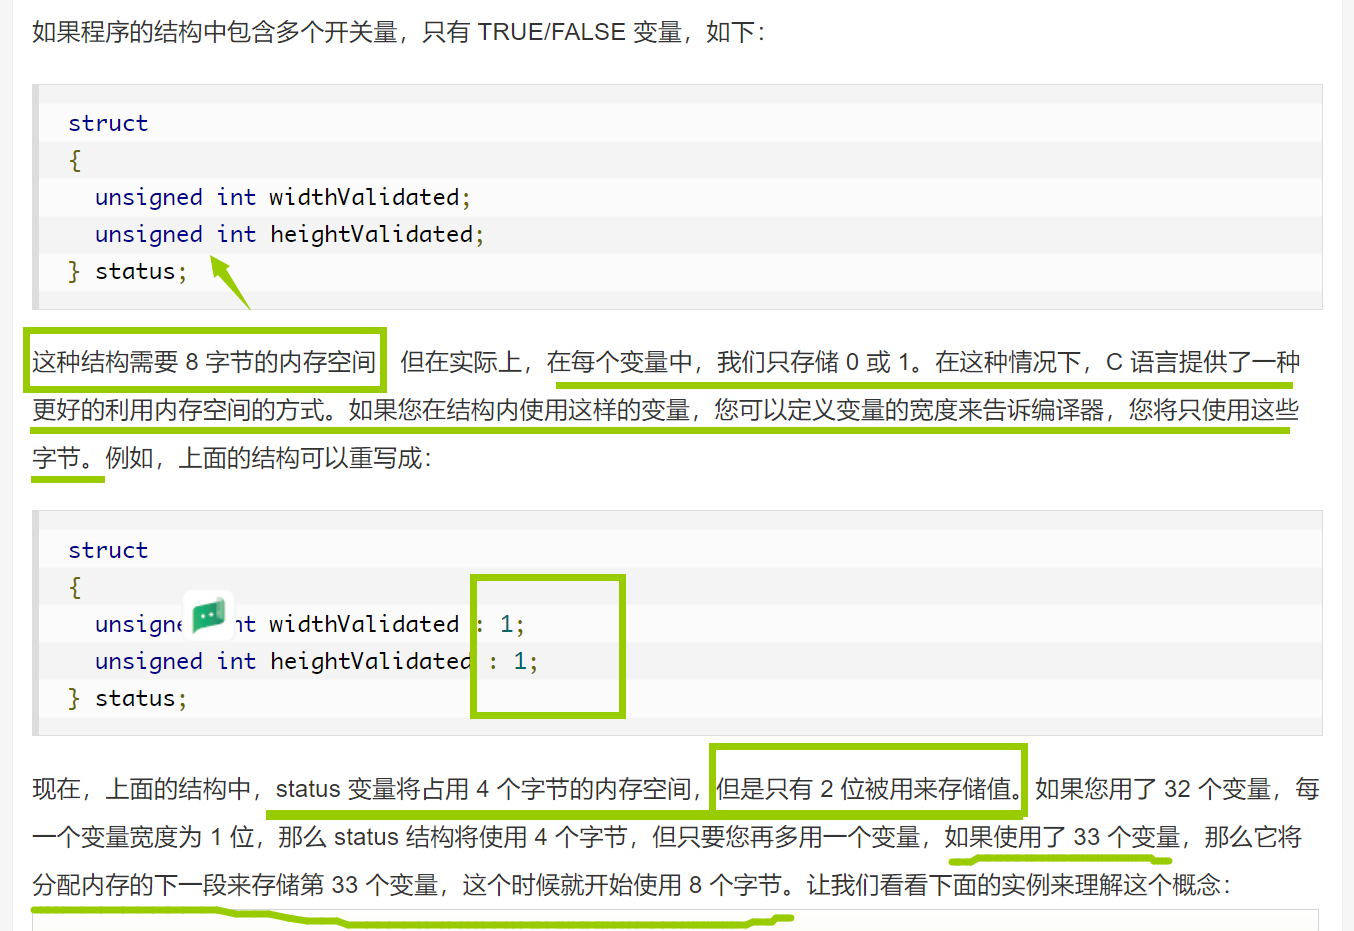 如果程序的结构中包含多个开关量，只有 TRUE/FALSE 变量，如下：
struct
{
unsigned int widthValidated;
unsigned int heightValidated;
} status;
这种结构需要 8 字节的内存空间 但在实际上，在每个变量中，我们只存储 0 或 1。在这种情况下，C 语言提供了一种
更好的利用内存空间的方式。如果您在结构内使用这样的变量，您可以定义变量的宽度来告诉编译器，您将只使用这些
字节。例如，上面的结构可以重写成：
struct
{
unsigne nt widthValidated : 1;
unsigned int heightValidated : 1;
} status;
现在，上面的结构中，status 变量将占用 4 个字节的内存空间，但是只有 2 位被用来存储值。如果您用了 32 个变量，每
一个变量宽度为 1 位，那么 status 结构将使用 4 个字节，但只要您再多用一个变量，如果使用了 33 个变量，那么它将
分配内存的下一段来存储第 33 个变量，这个时候就开始使用 8 个字节。让我们看看下面的实例来理解这个概念：